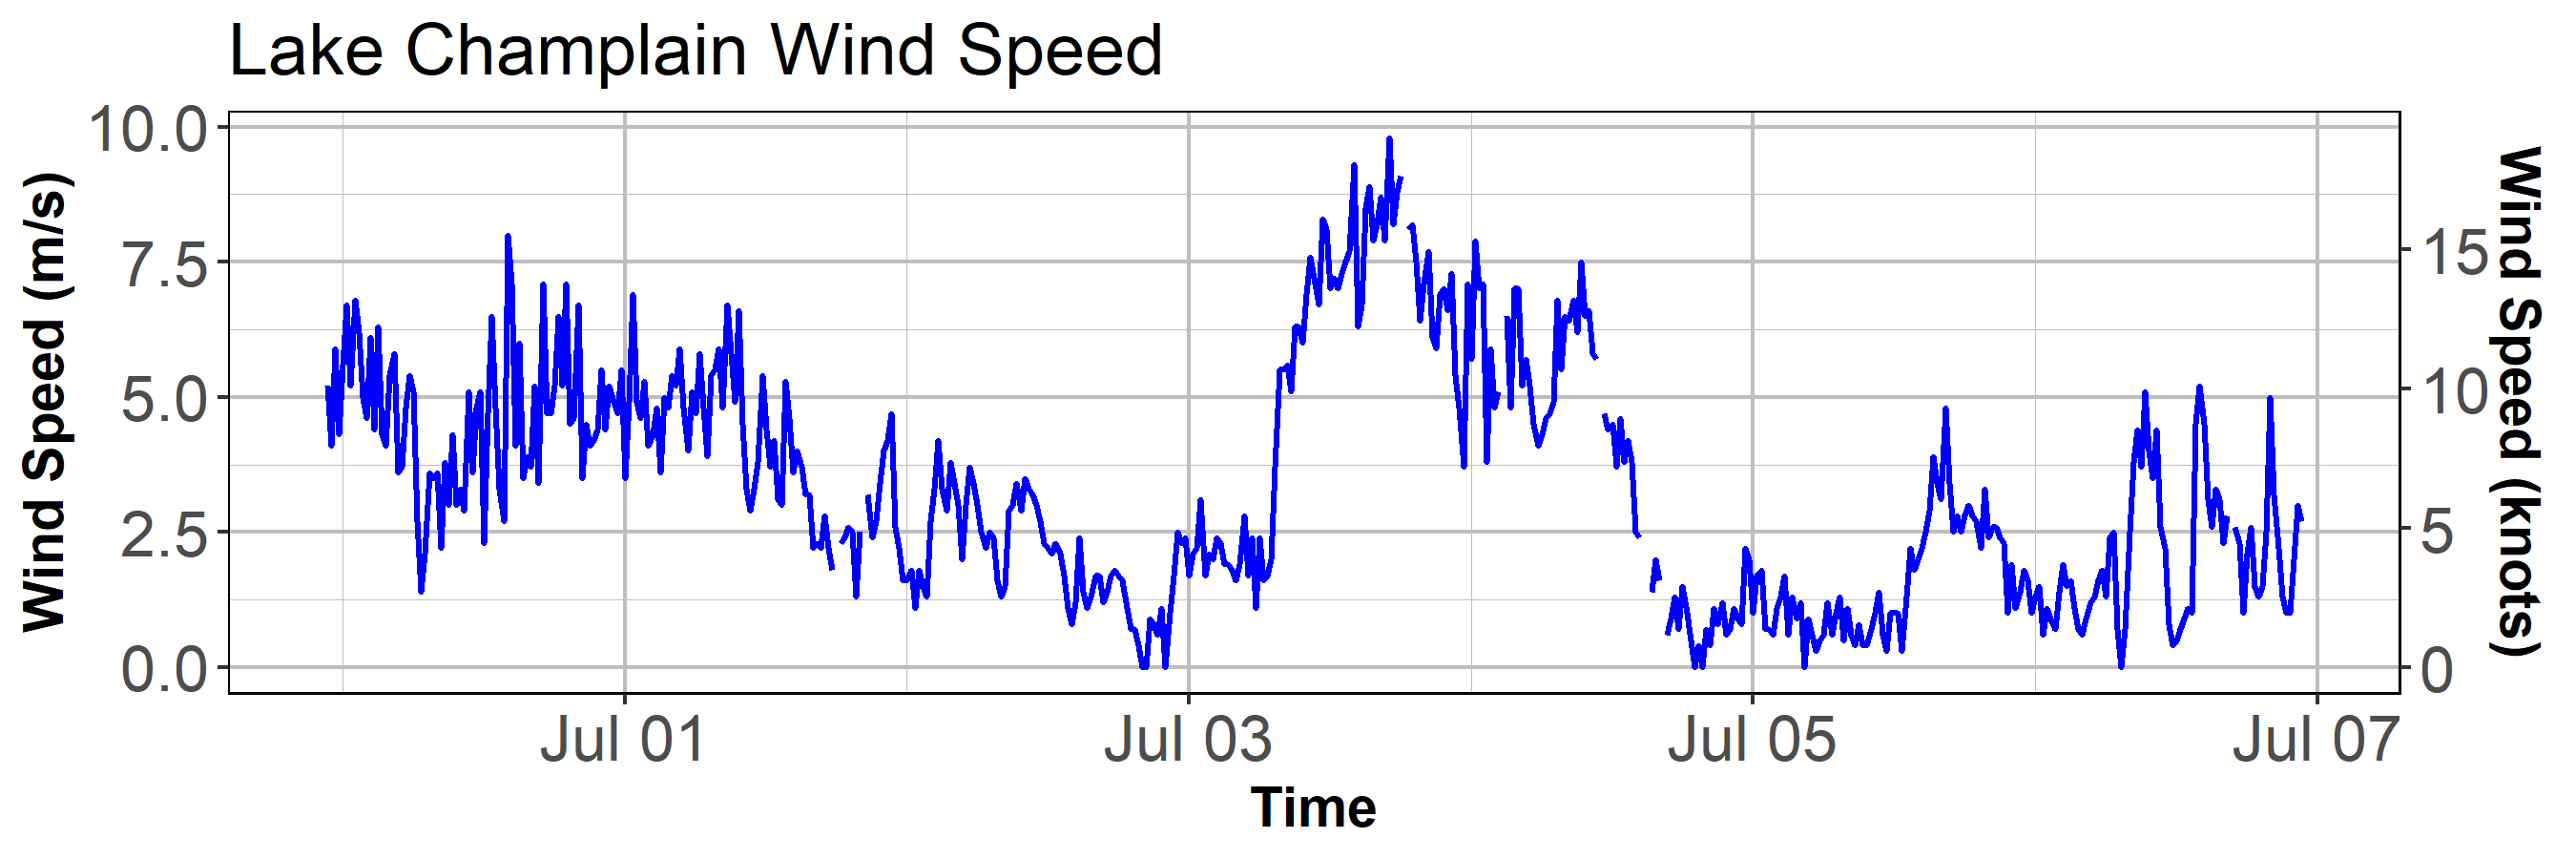 Lake Champlain Wind Speed
10.0
7.5
5.0
2.5
0.0
Wind Speed (m/s)
15
10
5
0
Wind Speed (knots)
Jul 01 Jul 03 Jul 05 Jul 07
Time